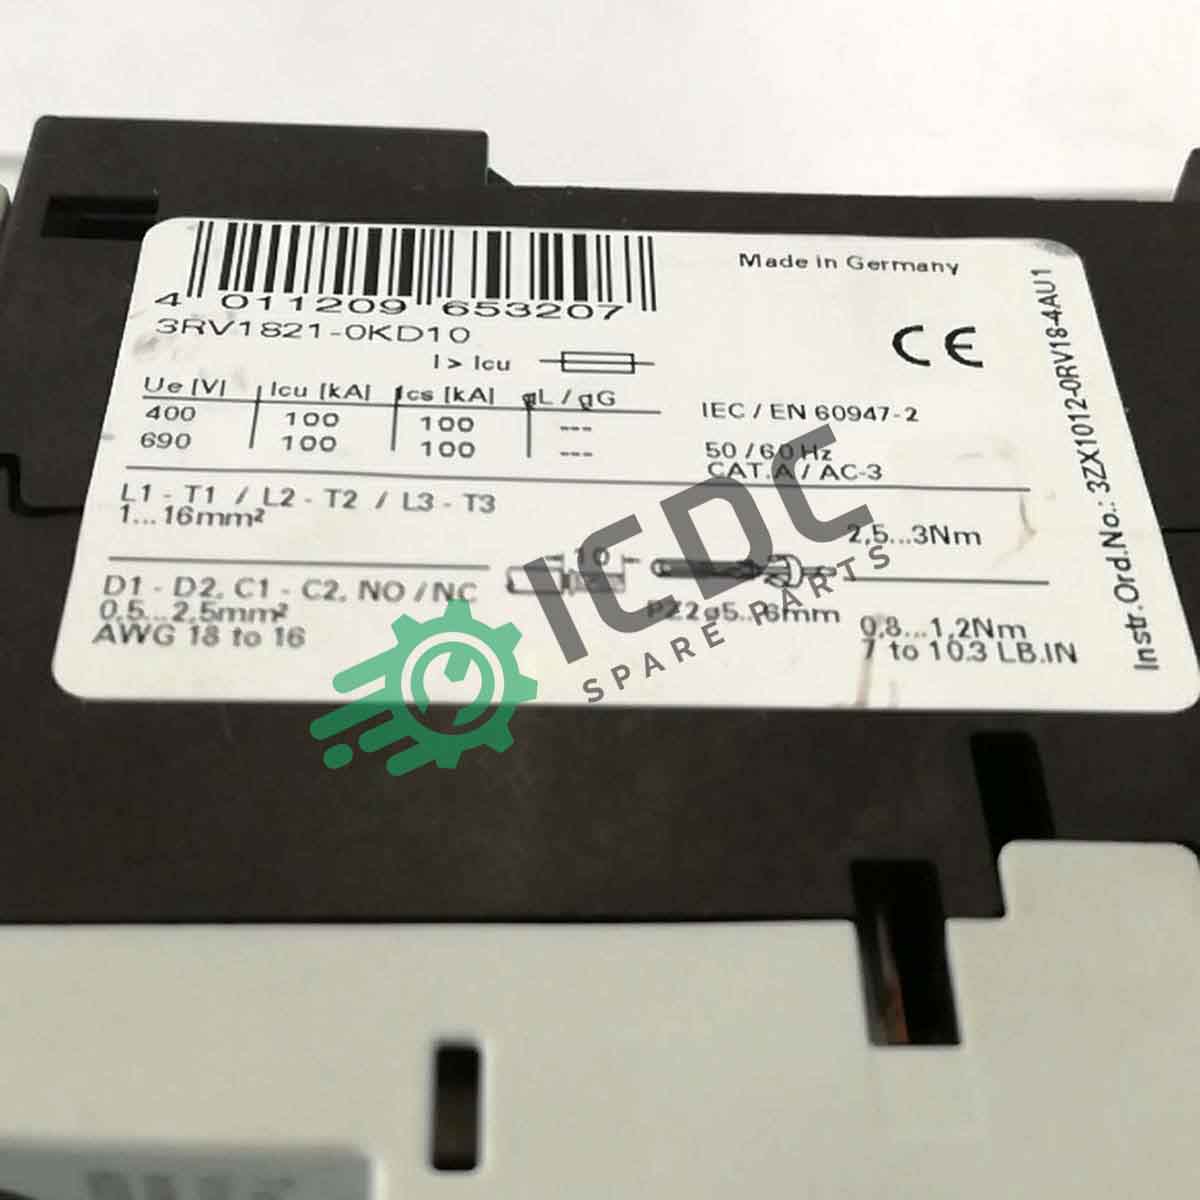 4 011209 653207
3RV1821-0KD10
Made in Germany
CE
I > Icu
Ue [V] Icu [kA] Ics [kA] gL / gG
400 100 100 ---
690 100 100 ---
IEC / EN 60947-2
50 / 60 Hz
CAT.A / AC-3
L1 - T1 / L2 - T2 / L3 - T3
1...16mm²
2,5...3Nm
10
D1 - D2, C1 - C2, NO / NC
0,5...2,5mm²
AWG 18 to 16
0,8...1,2Nm
7 to 10.3 LB.IN
Instr.Ord.No.: 3ZX1012-0RV18-4AU1
ICDC
SPARE PARTS